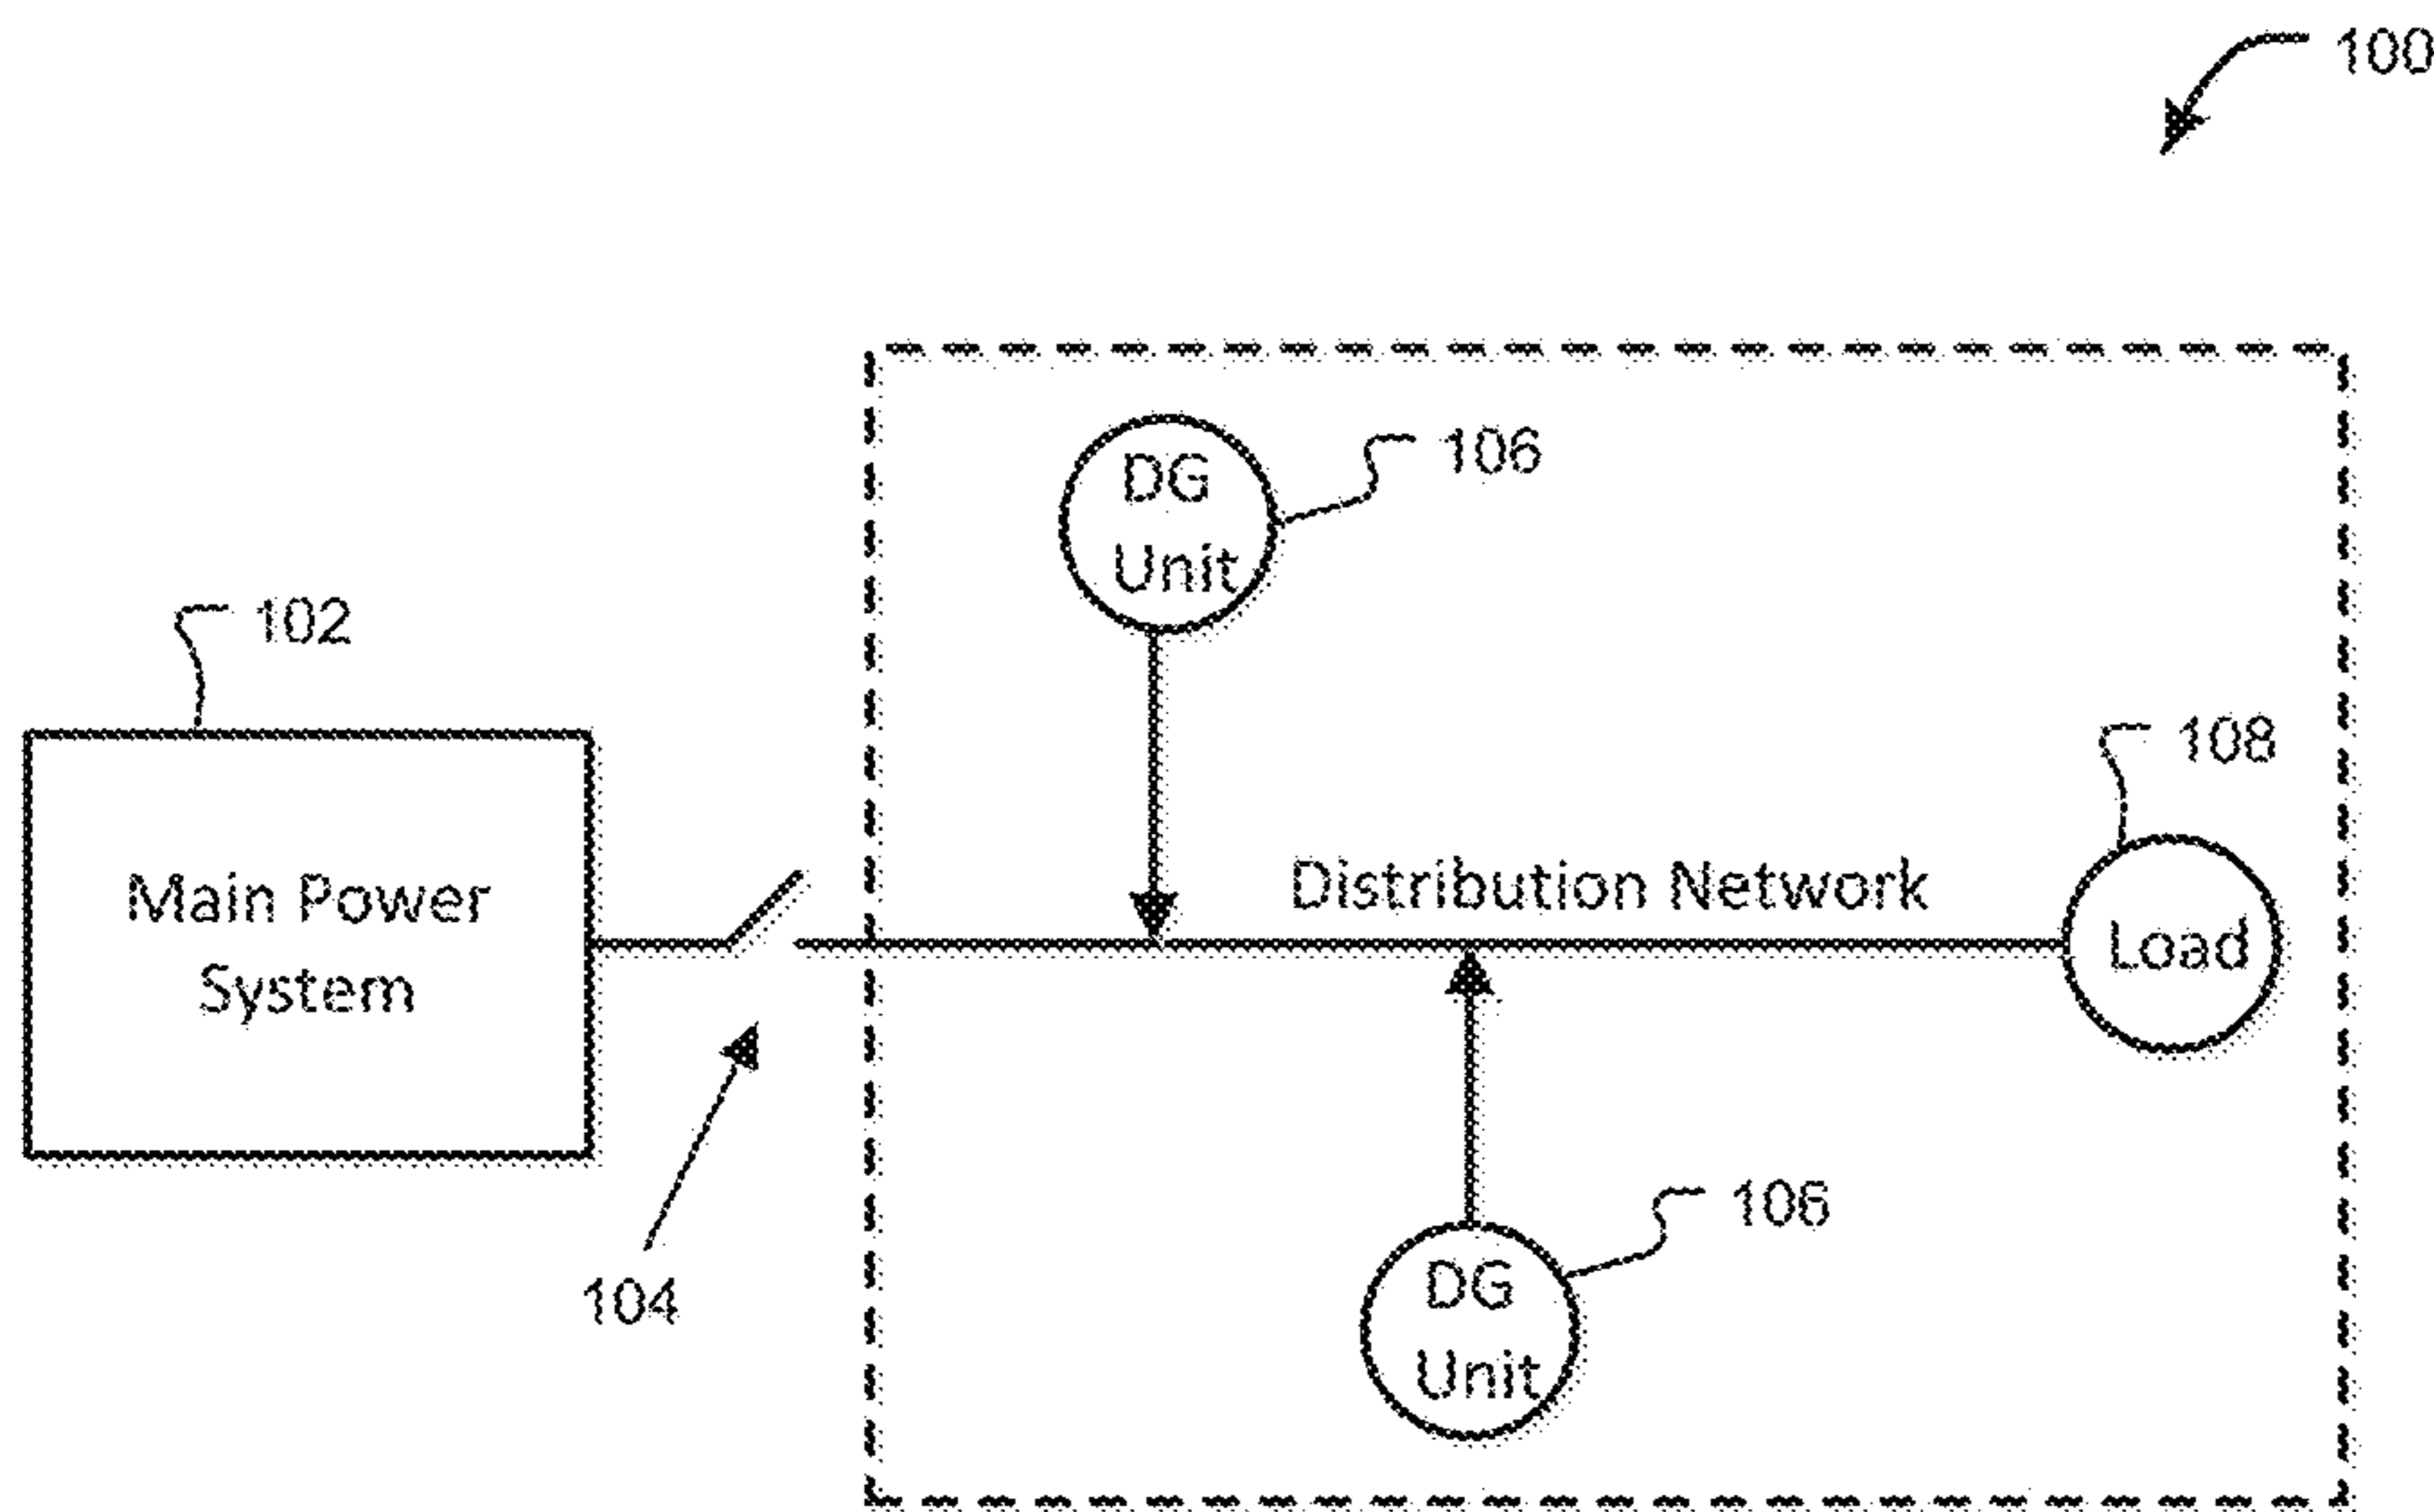 100
DG
Unit
106
102
108
Main Power
System
Distribution Network
Load
104
DG
Unit
106